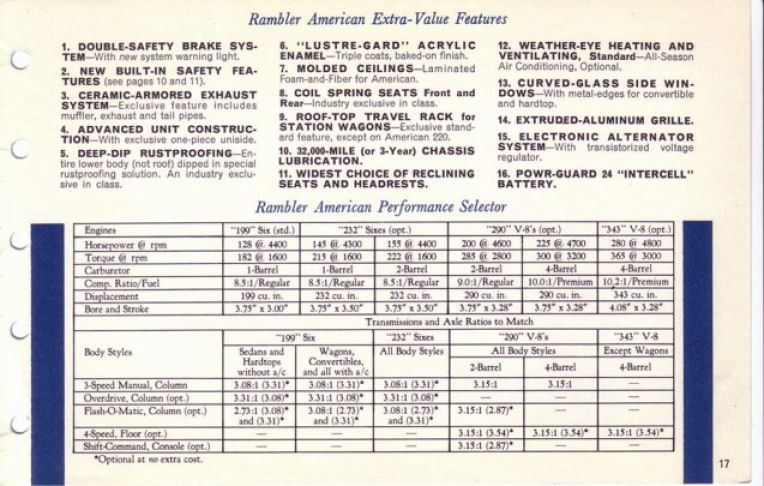 Rambler American Extra-Value Features
1. DOUBLE-SAFETY BRAKE SYS-
TEM—With new system warning light.
2. NEW BUILT-IN SAFETY FEA-
TURES (see pages 10 and 11).
3. CERAMIC-ARMORED EXHAUST
SYSTEM—Exclusive feature includes
muffler, exhaust and tail pipes.
4. ADVANCED UNIT CONSTRUC-
TION—With exclusive one-piece uniside.
5. DEEP-DIP RUSTPROOFING—En-
tire lower body (not roof) dipped in special
rustproofing solution. An industry exclu-
sive in class.
6. "LUSTRE-GARD" ACRYLIC
ENAMEL—Triple coats, baked-on finish.
7. MOLDED CEILINGS—Laminated
Foam-and-Fiber for American.
8. COIL SPRING SEATS Front and
Rear—Industry exclusive in class.
9. ROOF-TOP TRAVEL RACK for
STATION WAGONS—Exclusive stand-
ard feature, except on American 220.
10. 32,000-MILE (or 3-Year) CHASSIS
LUBRICATION.
11. WIDEST CHOICE OF RECLINING
SEATS AND HEADRESTS.
12. WEATHER-EYE HEATING AND
VENTILATING, Standard—All-Season
Air Conditioning, Optional.
13. CURVED-GLASS SIDE WIN-
DOWS—With metal-edges for convertible
and hardtop.
14. EXTRUDED-ALUMINUM GRILLE.
15. ELECTRONIC ALTERNATOR
SYSTEM—With transistorized voltage
regulator.
16. POWR-GUARD 24 "INTERCELL"
BATTERY.
Rambler American Performance Selector
Engines "199" Six (std.) "232" Sixes (opt.) "290" V-8's (opt.) "343" V-8 (opt.)
Horsepower @ rpm 128 @ 4400 145 @ 4300 155 @ 4400 200 @ 4600 225 @ 4700 280 @ 4800
Torque @ rpm 182 @ 1600 215 @ 1600 222 @ 1600 285 @ 2800 300 @ 3200 365 @ 3000
Carburetor 1-Barrel 1-Barrel 2-Barrel 2-Barrel 4-Barrel 4-Barrel
Comp. Ratio/Fuel 8.5:1/Regular 8.5:1/Regular 8.5:1/Regular 9.0:1/Regular 10.0:1/Premium 10.2:1/Premium
Displacement 199 cu. in. 232 cu. in. 232 cu. in. 290 cu. in. 290 cu. in. 343 cu. in.
Bore and Stroke 3.75" x 3.00" 3.75" x 3.50" 3.75" x 3.50" 3.75" x 3.28" 3.75" x 3.28" 4.08" x 3.28"
Transmissions and Axle Ratios to Match
Body Styles "199" Six "232" Sixes "290" V-8's "343" V-8
Sedans and Hardtops without a/c Wagons, Convertibles, and all with a/c All Body Styles All Body Styles Except Wagons
2-Barrel 4-Barrel 4-Barrel
3-Speed Manual, Column 3.08:1 (3.31)* 3.08:1 (3.31)* 3.08:1 (3.31)* 3.15:1 3.15:1 —
Overdrive, Column (opt.) 3.31:1 (3.08)* 3.31:1 (3.08)* 3.31:1 (3.08)* — — —
Flash-O-Matic, Column (opt.) 2.73:1 (3.08)* 3.08:1 (2.73)* 3.08:1 (2.73)* 3.15:1 (2.87)* — —
and (3.31)* and (3.31)* and (3.31)*
4-Speed, Floor (opt.) — — — 3.15:1 (3.54)* 3.15:1 (3.54)* 3.15:1 (3.54)*
Shift-Command, Console (opt.) — — — 3.15:1 (2.87)* — —
*Optional at no extra cost.
17